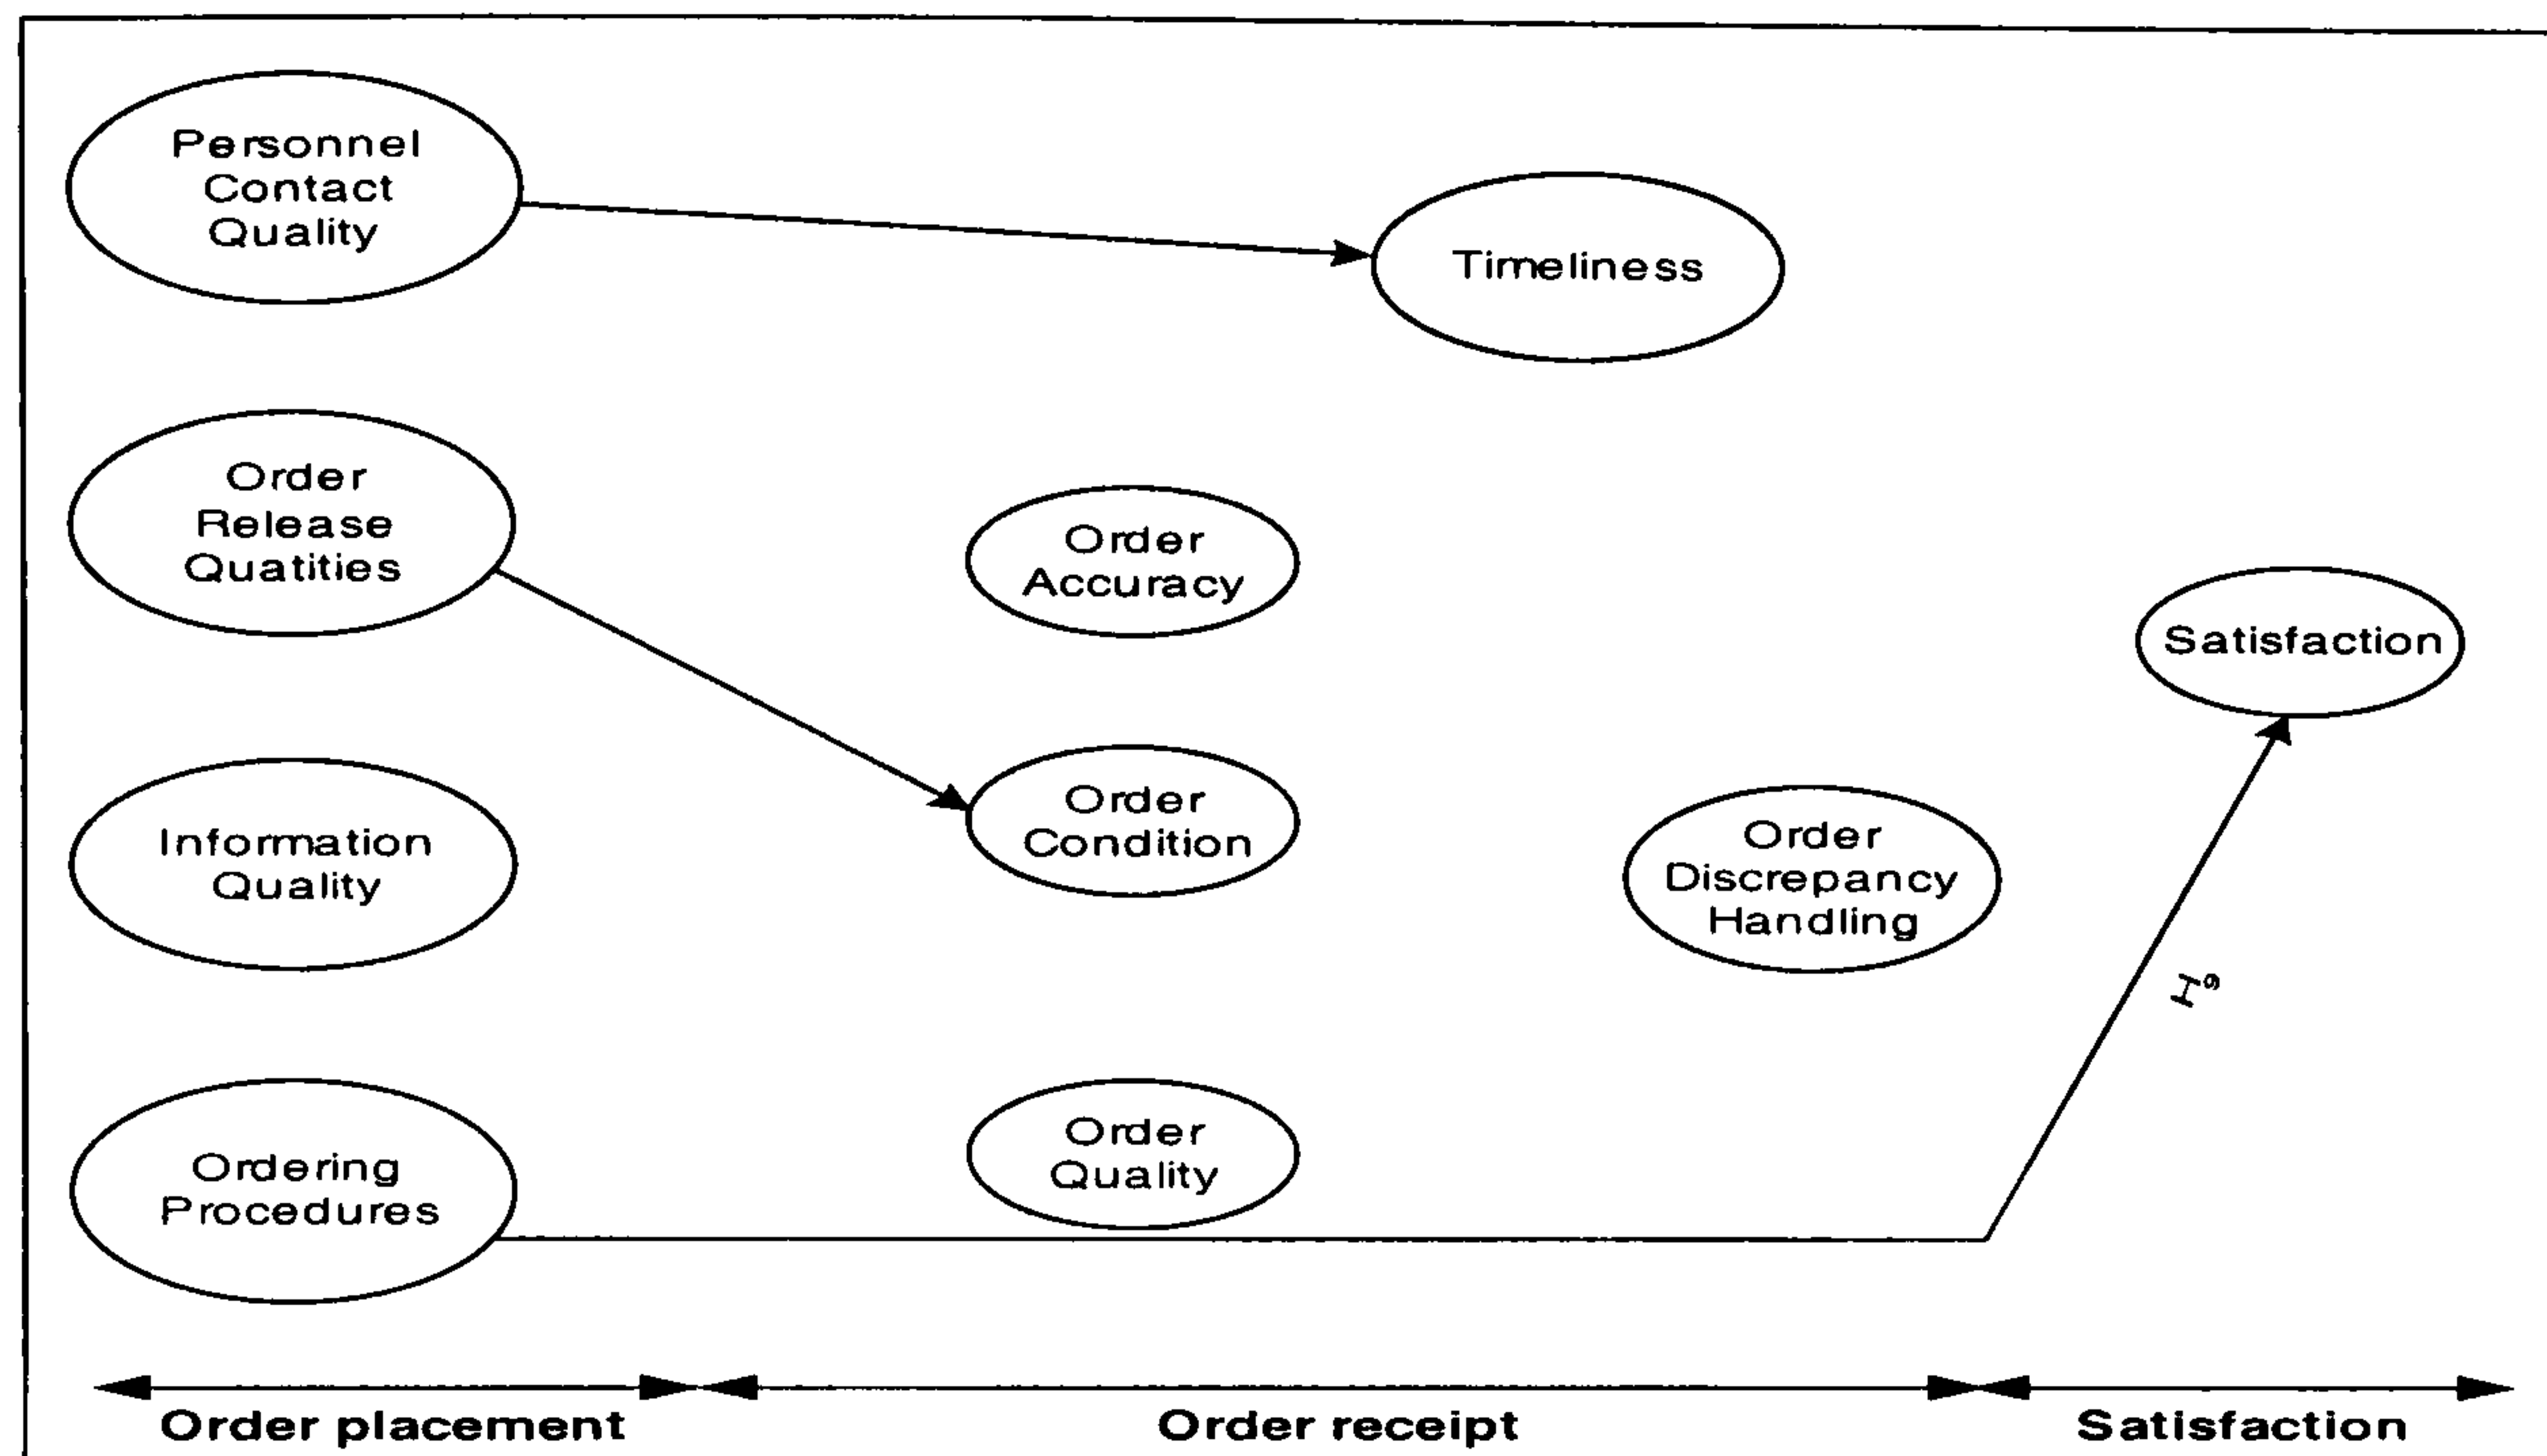 Personnel
Contact
Quality
Timeliness
Order
Release
Quatities
Order
Accuracy
Satisfaction
Information
Quality
Order
Condition
Order
Discrepancy
Handling
H9
Ordering
Procedures
Order
Quality
Order placement
Order receipt
Satisfaction